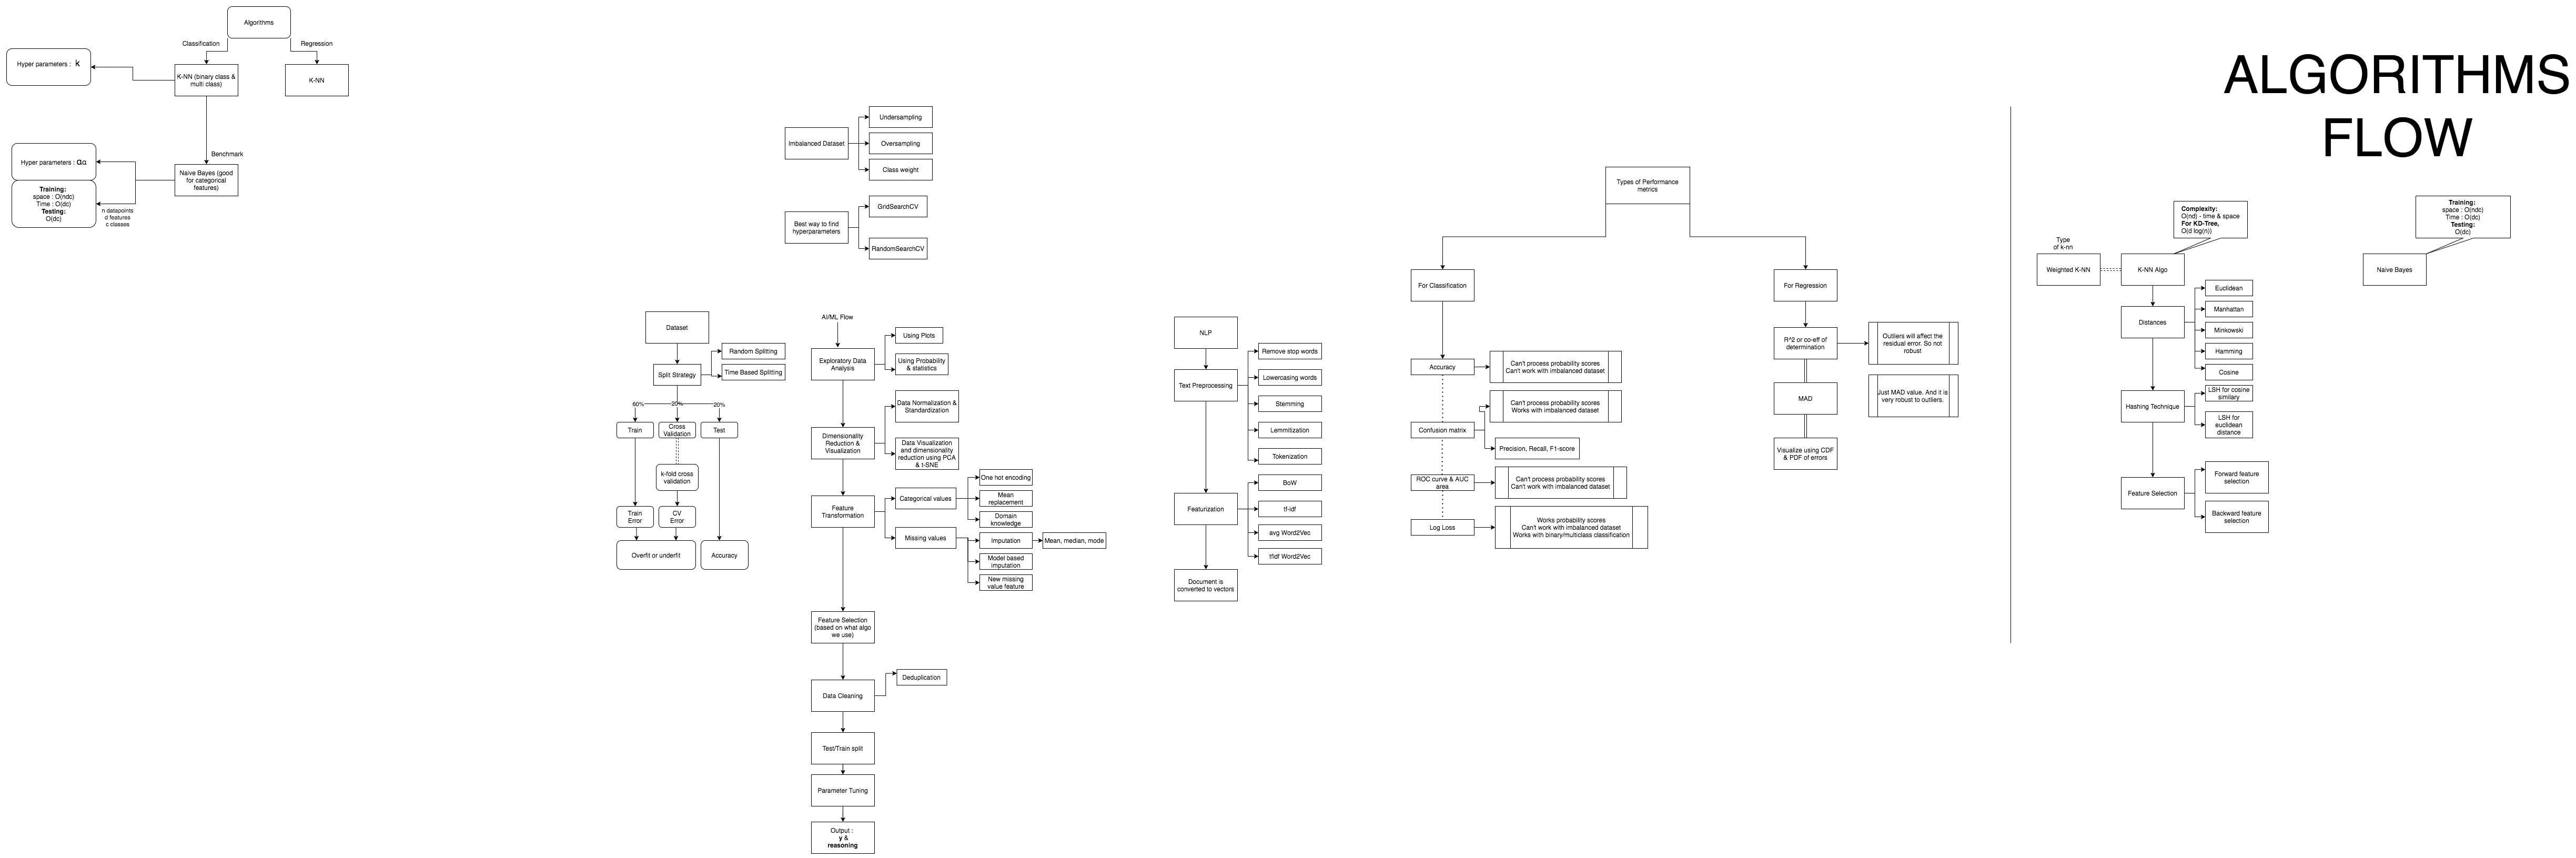 Algorithms
Classification
Regression
Hyper parameters : k
K-NN (binary class &
multi class)
K-NN
Benchmark
Hyper parameters : αα
Naive Bayes (good
for categorical
features)
Training:
space : O(ndc)
Time : O(dc)
Testing:
O(dc)
n datapoints
d features
c classes
Imbalanced Dataset
Undersampling
Oversampling
Class weight
Best way to find
hyperparameters
GridSearchCV
RandomSearchCV
Dataset
Split Strategy
Random Splitting
Time Based Splitting
60%
20%
20%
Train
Cross
Validation
Test
k-fold cross
validation
Train
Error
CV
Error
Overfit or underfit
Accuracy
AI/ML Flow
Exploratory Data
Analysis
Using Plots
Using Probability
& statistics
Dimensionality
Reduction &
Visualization
Data Normalization &
Standardization
Data Visualization
and dimensionality
reduction using PCA
& t-SNE
Feature
Transformation
Categorical values
One hot encoding
Mean
replacement
Domain
knowledge
Missing values
Imputation
Mean, median, mode
Model based
imputation
New missing
value feature
Feature Selection
(based on what algo
we use)
Data Cleaning
Deduplication
Test/Train split
Parameter Tuning
Output :
y &
reasoning
NLP
Text Preprocessing
Remove stop words
Lowercasing words
Stemming
Lemmitization
Tokenization
Featurization
BoW
tf-idf
avg Word2Vec
tfidf Word2Vec
Document is
converted to vectors
Types of Performance
metrics
For Classification
Accuracy
Can't process probability scores
Can't work with imbalanced dataset
Confusion matrix
Can't process probability scores
Works with imbalanced dataset
Precision, Recall, F1-score
ROC curve & AUC
area
Can't process probability scores
Can't work with imbalanced dataset
Log Loss
Works probability scores
Can't work with imbalanced dataset
Works with binary/multiclass classification
For Regression
R^2 or co-eff of
determination
Outliers will affect the
residual error. So not
robust
MAD
Just MAD value. And it is
very robust to outliers.
Visualize using CDF
& PDF of errors
ALGORITHMS
FLOW
Type
of k-nn
Weighted K-NN
K-NN Algo
Complexity:
O(nd) - time & space
For KD-Tree,
O(d log(n))
Distances
Euclidean
Manhattan
Minkowski
Hamming
Cosine
Hashing Technique
LSH for cosine
similary
LSH for
euclidean
distance
Feature Selection
Forward feature
selection
Backward feature
selection
Training:
space : O(ndc)
Time : O(dc)
Testing:
O(dc)
Naive Bayes